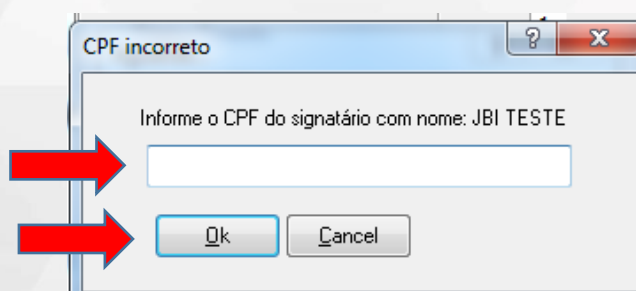 CPF incorreto
Informe o CPF do signatário com nome: JBI TESTE
Ok
Cancel